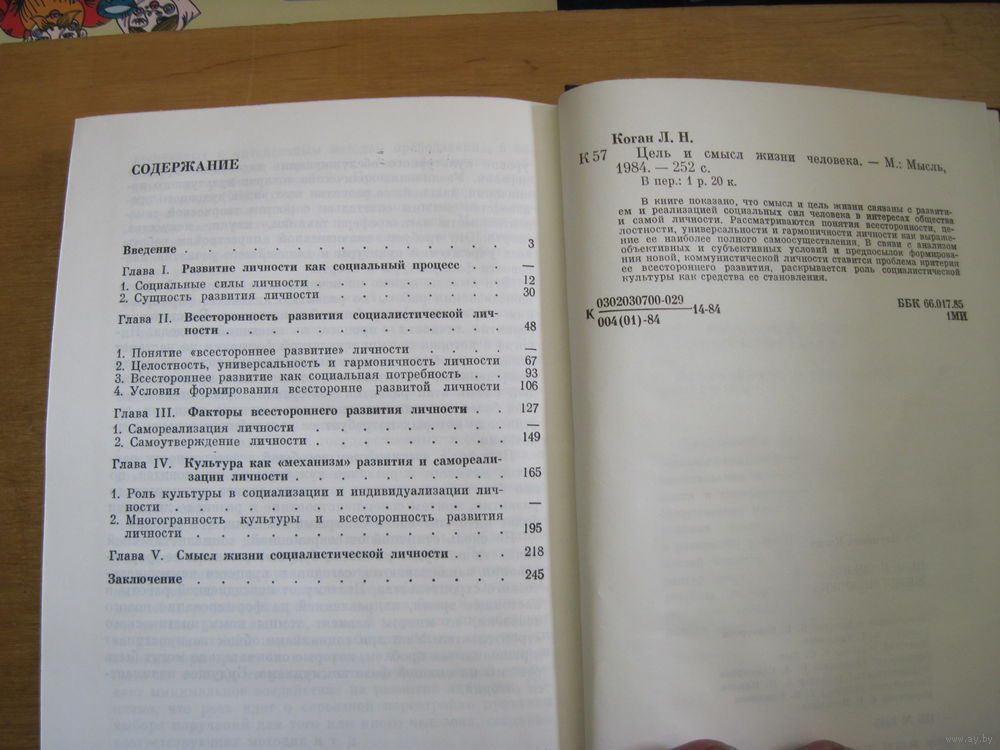 СОДЕРЖАНИЕ
Введение . . . . . . . . . . . . . . . 3
Глава I. Развитие личности как социальный процесс . . —
1. Социальные силы личности . . . . . . . . . 12
2. Сущность развития личности . . . . . . . . 30
Глава II. Всесторонность развития социалистической лич-
ности . . . . . . . . . . . . . 48
1. Понятие «всестороннее развитие» личности . . . . —
2. Целостность, универсальность и гармоничность личности 67
3. Всестороннее развитие как социальная потребность . . 93
4. Условия формирования всесторонне развитой личности 106
Глава III. Факторы всестороннего развития личности . . 127
1. Самореализация личности . . . . . . . . . —
2. Самоутверждение личности . . . . . . . . . 149
Глава IV. Культура как «механизм» развития и самореали-
зации личности . . . . . . . . . . 165
1. Роль культуры в социализации и индивидуализации лич-
ности . . . . . . . . . . . . . . . —
2. Многогранность культуры и всесторонность развития
личности . . . . . . . . . . . . . . 195
Глава V. Смысл жизни социалистической личности . . . 218
Заключение . . . . . . . . . . . . . . 245
Коган Л. Н.
К 57 Цель и смысл жизни человека. — М.: Мысль,
1984. — 252 с.
В пер.: 1 р. 20 к.
В книге показано, что смысл и цель жизни связаны с развити-
ем и реализацией социальных сил человека в интересах общества
и самой личности. Рассматриваются понятия всесторонности, це-
лостности, универсальности и гармоничности личности как выраже-
ние ее наиболее полного самоосуществления. В связи с анализом
объективных и субъективных условий и предпосылок формирова-
ния новой, коммунистической личности ставится проблема критерия
ее всестороннего развития, раскрывается роль социалистической
культуры как средства ее становления.
К 0302030700-029
004(01)-84 14-84
ББК 66.017.85
1МИ
www.ay.by